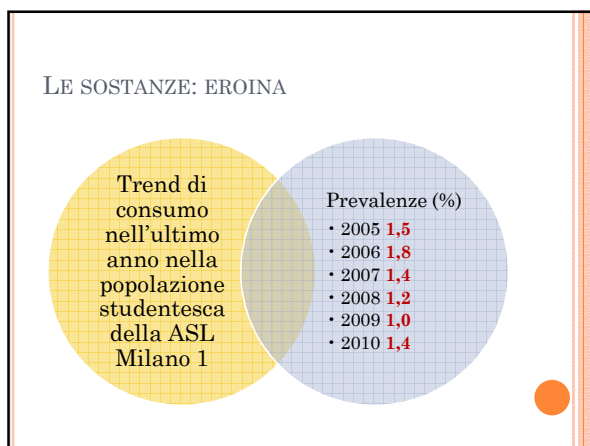 LE SOSTANZE: EROINA
Trend di
consumo
nell'ultimo
anno nella
popolazione
studentesca
della ASL
Milano 1
Prevalenze (%)
• 2005 1,5
• 2006 1,8
• 2007 1,4
• 2008 1,2
• 2009 1,0
• 2010 1,4